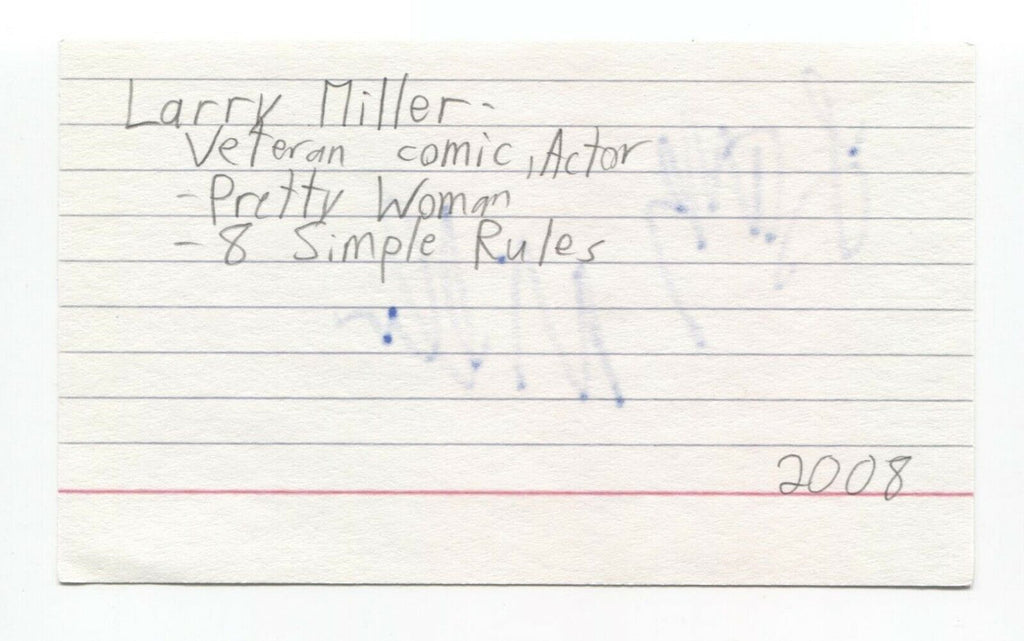 Larry Miller-
Veteran comic, Actor
- Pretty Woman
- 8 Simple Rules
2008